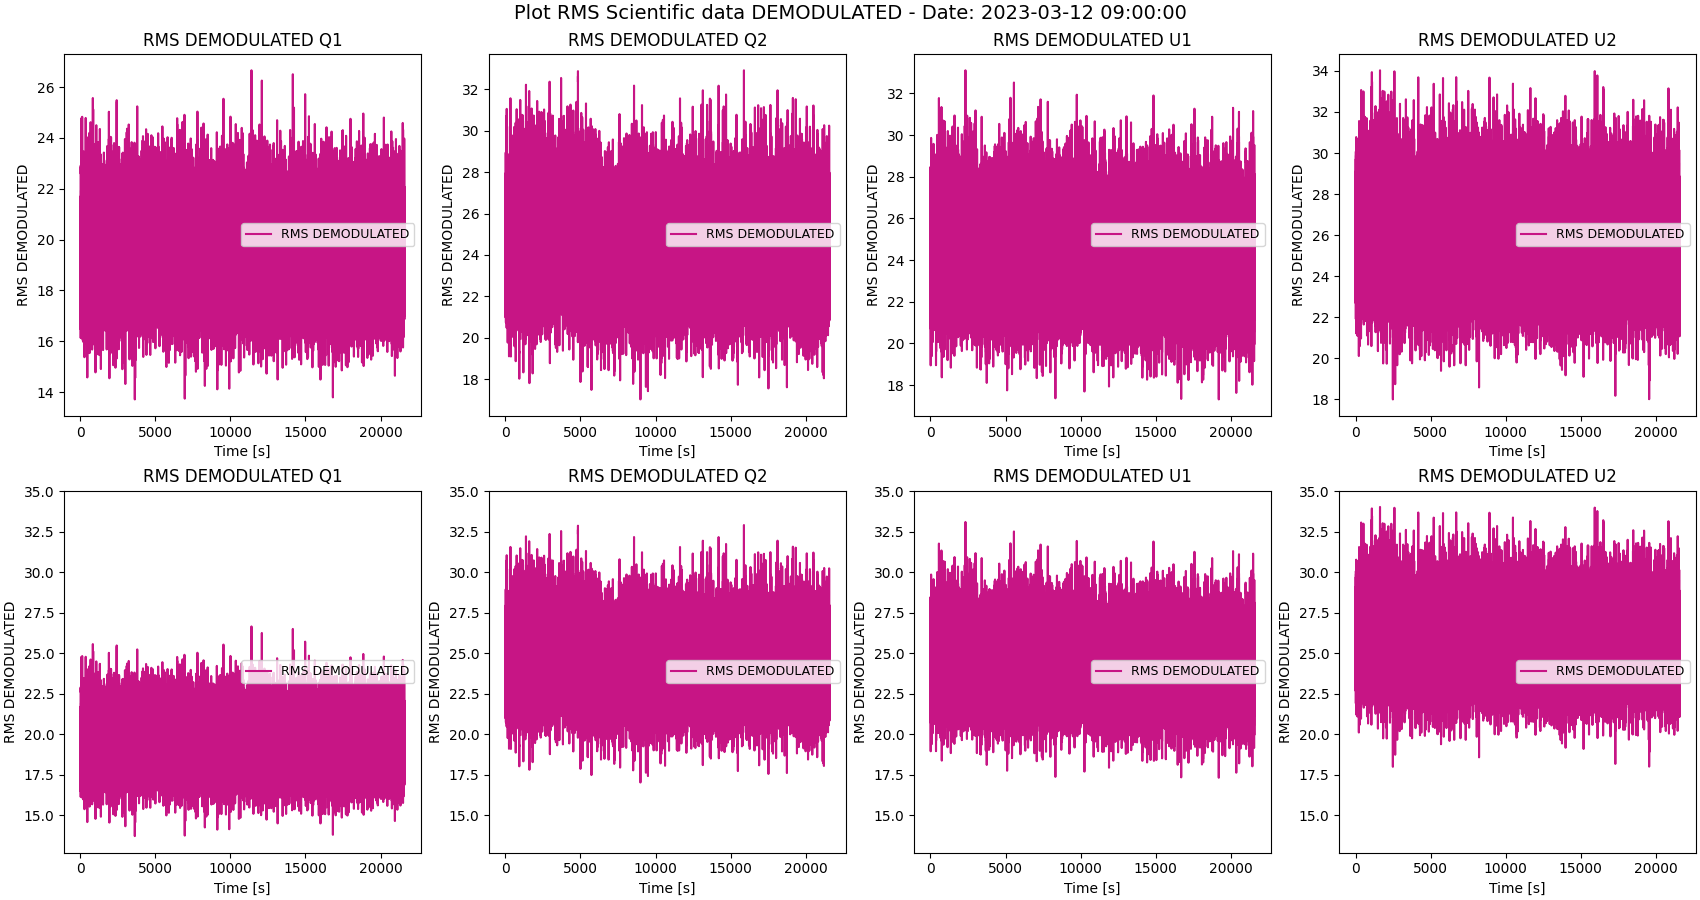 Plot RMS Scientific data DEMODULATED - Date: 2023-03-12 09:00:00
RMS DEMODULATED Q1
RMS DEMODULATED
26
24
22
20
18
16
14
RMS DEMODULATED
0 5000 10000 15000 20000
Time [s]
RMS DEMODULATED Q2
RMS DEMODULATED
32
30
28
26
24
22
20
18
RMS DEMODULATED
0 5000 10000 15000 20000
Time [s]
RMS DEMODULATED U1
RMS DEMODULATED
32
30
28
26
24
22
20
18
RMS DEMODULATED
0 5000 10000 15000 20000
Time [s]
RMS DEMODULATED U2
RMS DEMODULATED
34
32
30
28
26
24
22
20
18
RMS DEMODULATED
0 5000 10000 15000 20000
Time [s]
RMS DEMODULATED Q1
RMS DEMODULATED
35.0
32.5
30.0
27.5
25.0
22.5
20.0
17.5
15.0
RMS DEMODULATED
0 5000 10000 15000 20000
Time [s]
RMS DEMODULATED Q2
RMS DEMODULATED
35.0
32.5
30.0
27.5
25.0
22.5
20.0
17.5
15.0
RMS DEMODULATED
0 5000 10000 15000 20000
Time [s]
RMS DEMODULATED U1
RMS DEMODULATED
35.0
32.5
30.0
27.5
25.0
22.5
20.0
17.5
15.0
RMS DEMODULATED
0 5000 10000 15000 20000
Time [s]
RMS DEMODULATED U2
RMS DEMODULATED
35.0
32.5
30.0
27.5
25.0
22.5
20.0
17.5
15.0
RMS DEMODULATED
0 5000 10000 15000 20000
Time [s]